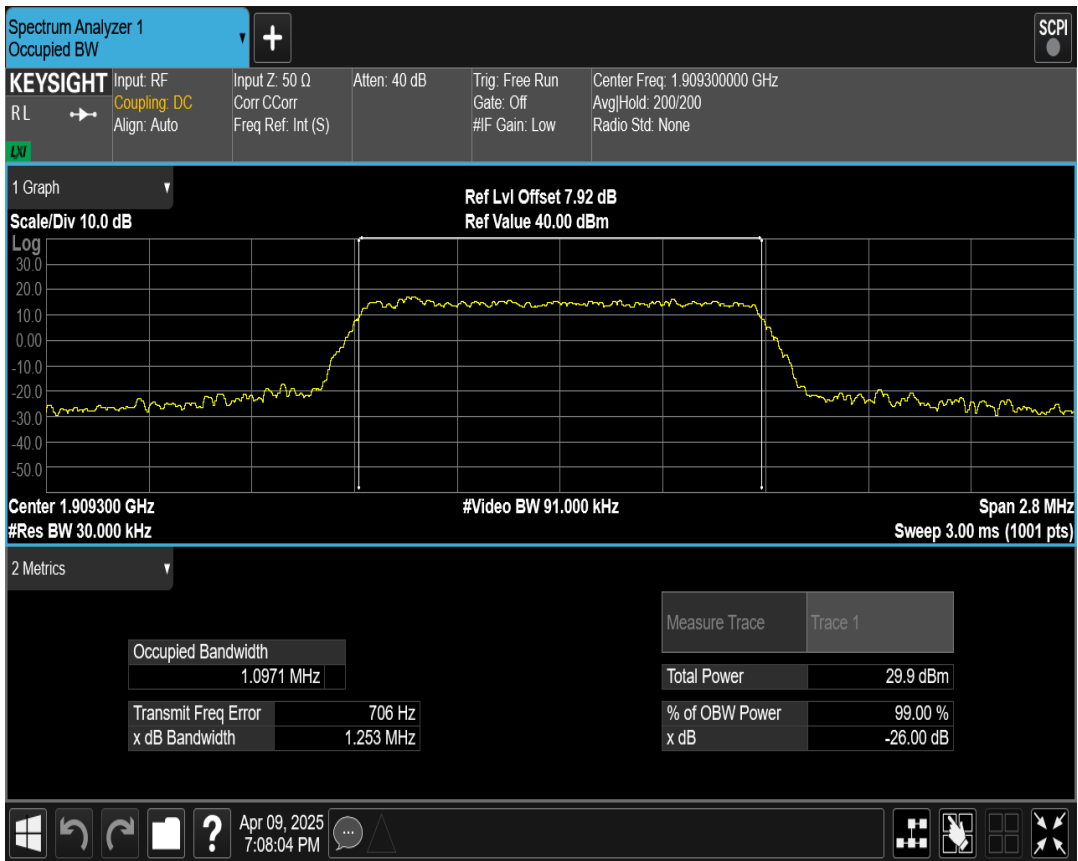 Spectrum Analyzer 1
Occupied BW
+
SCPI
KEYSIGHT
RL
LXI
Input: RF
Coupling: DC
Align: Auto
Input Z: 50 Ω
Corr CCorr
Freq Ref: Int (S)
Atten: 40 dB
Trig: Free Run
Gate: Off
#IF Gain: Low
Center Freq: 1.909300000 GHz
Avg|Hold: 200/200
Radio Std: None
1 Graph
Scale/Div 10.0 dB
Ref Lvl Offset 7.92 dB
Ref Value 40.00 dBm
Log
30.0
20.0
10.0
0.00
-10.0
-20.0
-30.0
-40.0
-50.0
Center 1.909300 GHz
#Res BW 30.000 kHz
#Video BW 91.000 kHz
Span 2.8 MHz
Sweep 3.00 ms (1001 pts)
2 Metrics
Measure Trace Trace 1
Occupied Bandwidth
1.0971 MHz
Total Power 29.9 dBm
Transmit Freq Error 706 Hz
% of OBW Power 99.00 %
x dB Bandwidth 1.253 MHz
x dB -26.00 dB
?
Apr 09, 2025
7:08:04 PM